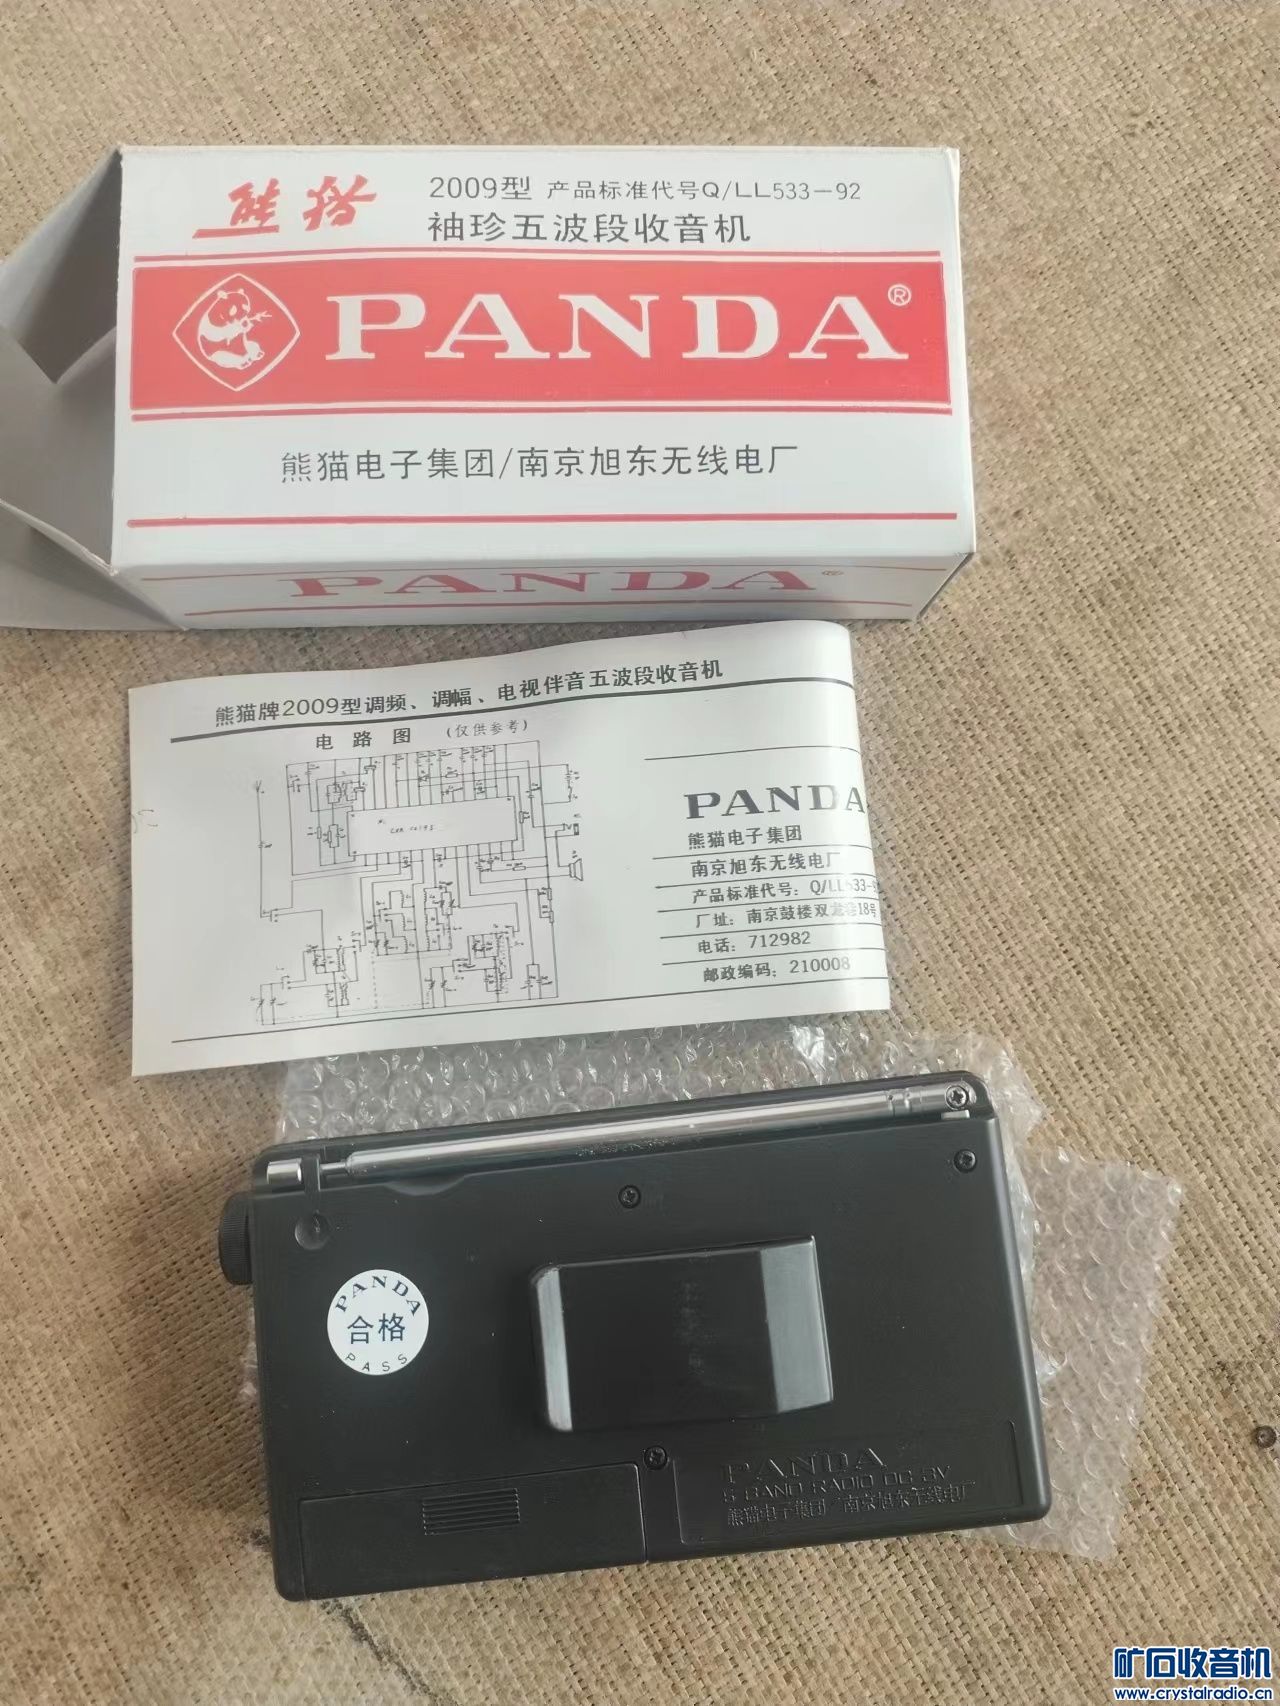 熊猫
2009型 产品标准代号Q/LL533-92
袖珍五波段收音机
PANDA®
熊猫电子集团/南京旭东无线电厂
PANDA®
熊猫牌2009型调频、调幅、电视伴音五波段收音机
电路图 (仅供参考)
PANDA
熊猫电子集团
南京旭东无线电厂
产品标准代号: Q/LL533-9
厂址: 南京鼓楼双龙巷18号
电话: 712982
邮政编码: 210008
PANDA
合格
PASS
PANDA
5 BAND RADIO DC 3V
熊猫电子集团/南京旭东无线电厂
矿石收音机
www.crystalradio.cn